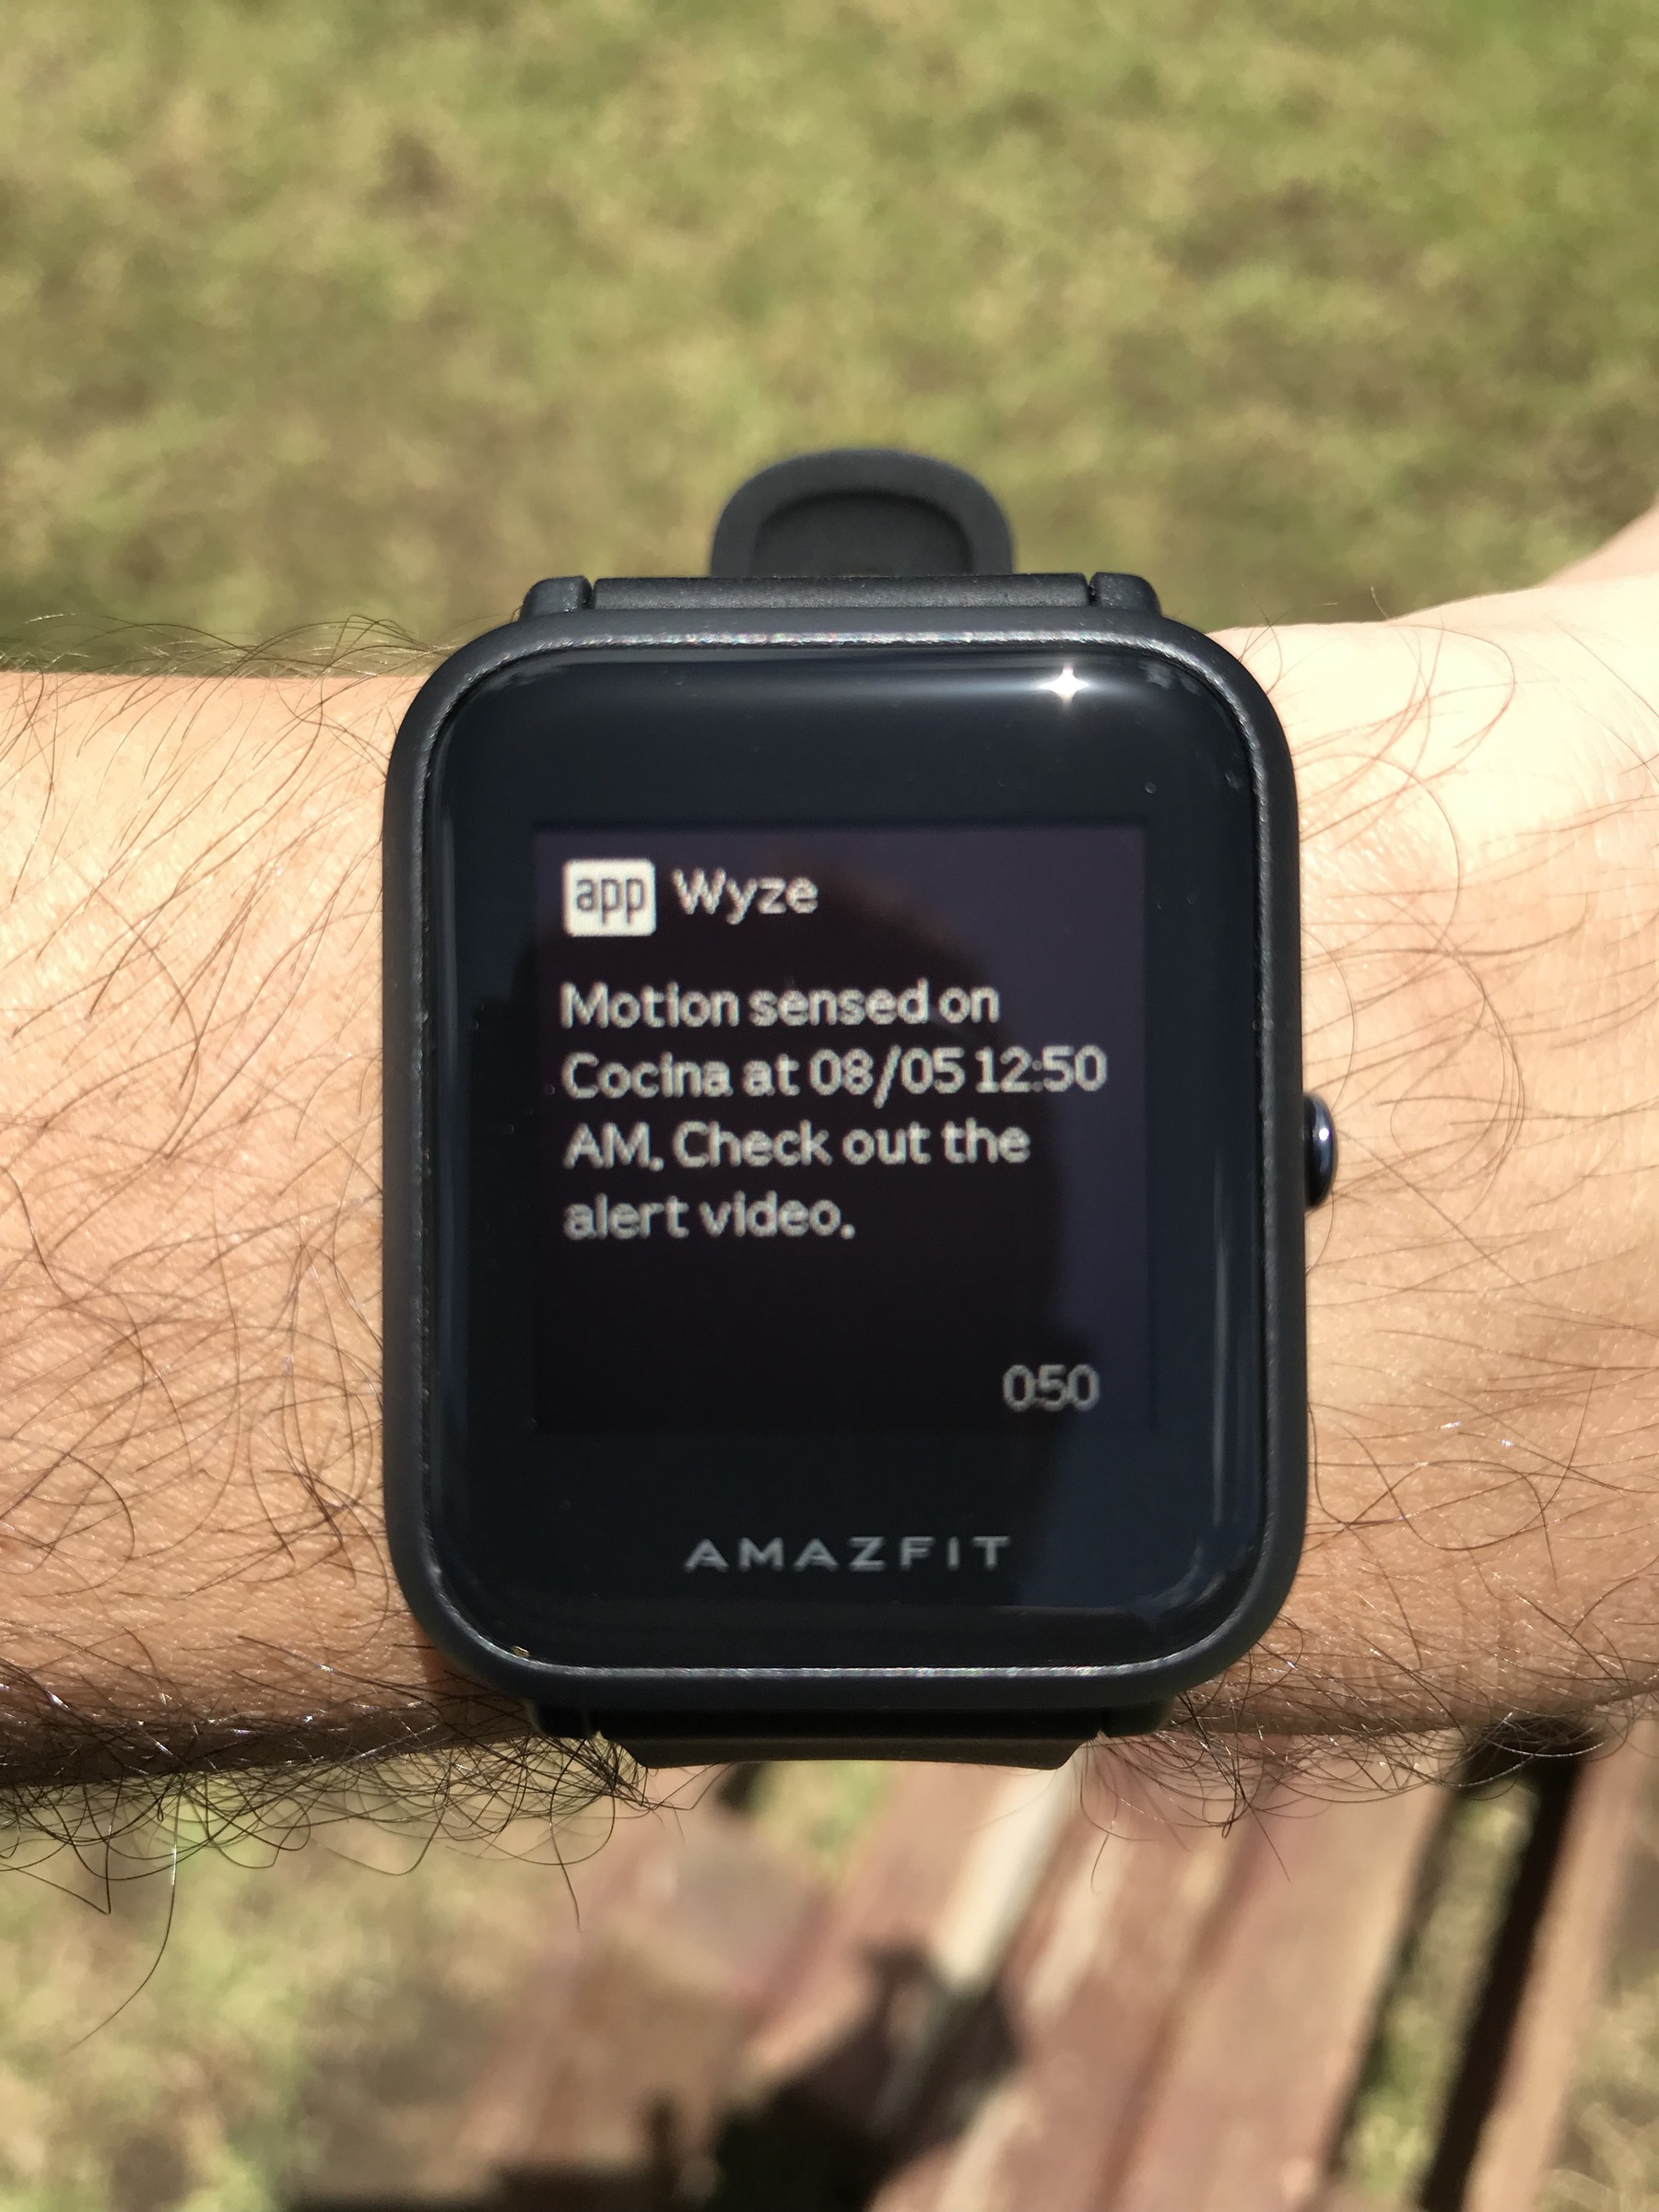 app Wyze
Motion sensed on
Cocina at 08/05 12:50
AM. Check out the
alert video.
0:50
AMAZFIT